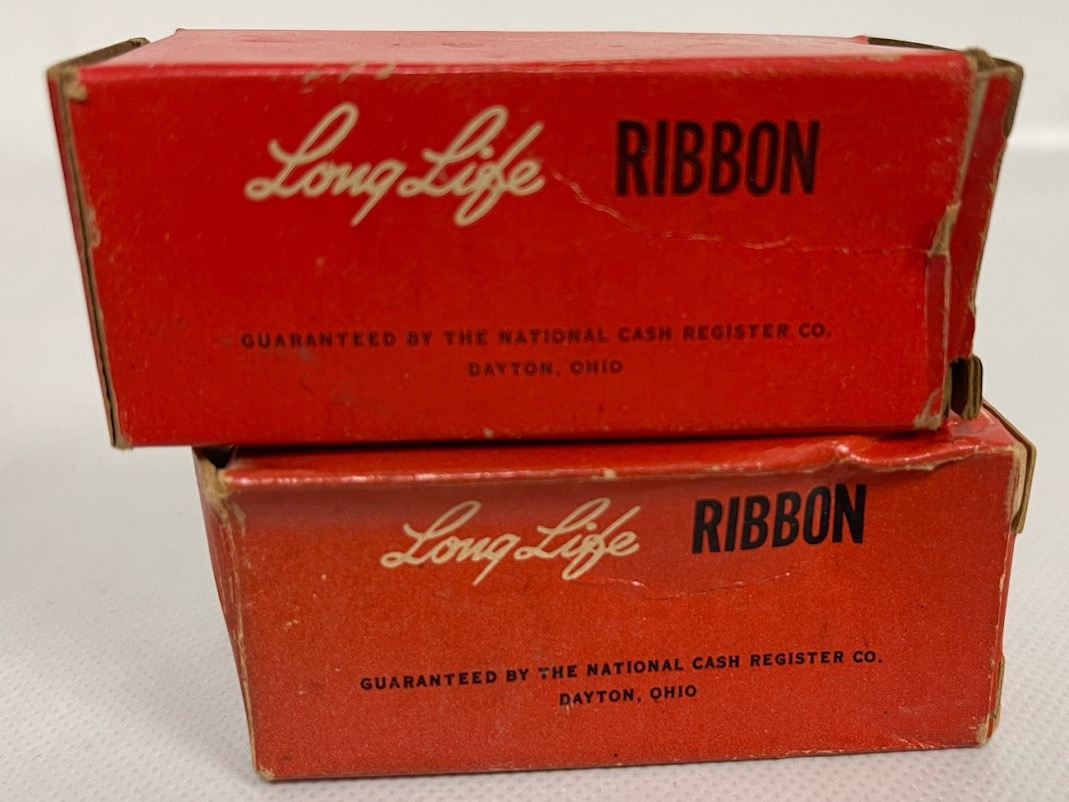 Long Life RIBBON
GUARANTEED BY THE NATIONAL CASH REGISTER CO.
DAYTON, OHIO
Long Life RIBBON
GUARANTEED BY THE NATIONAL CASH REGISTER CO.
DAYTON, OHIO